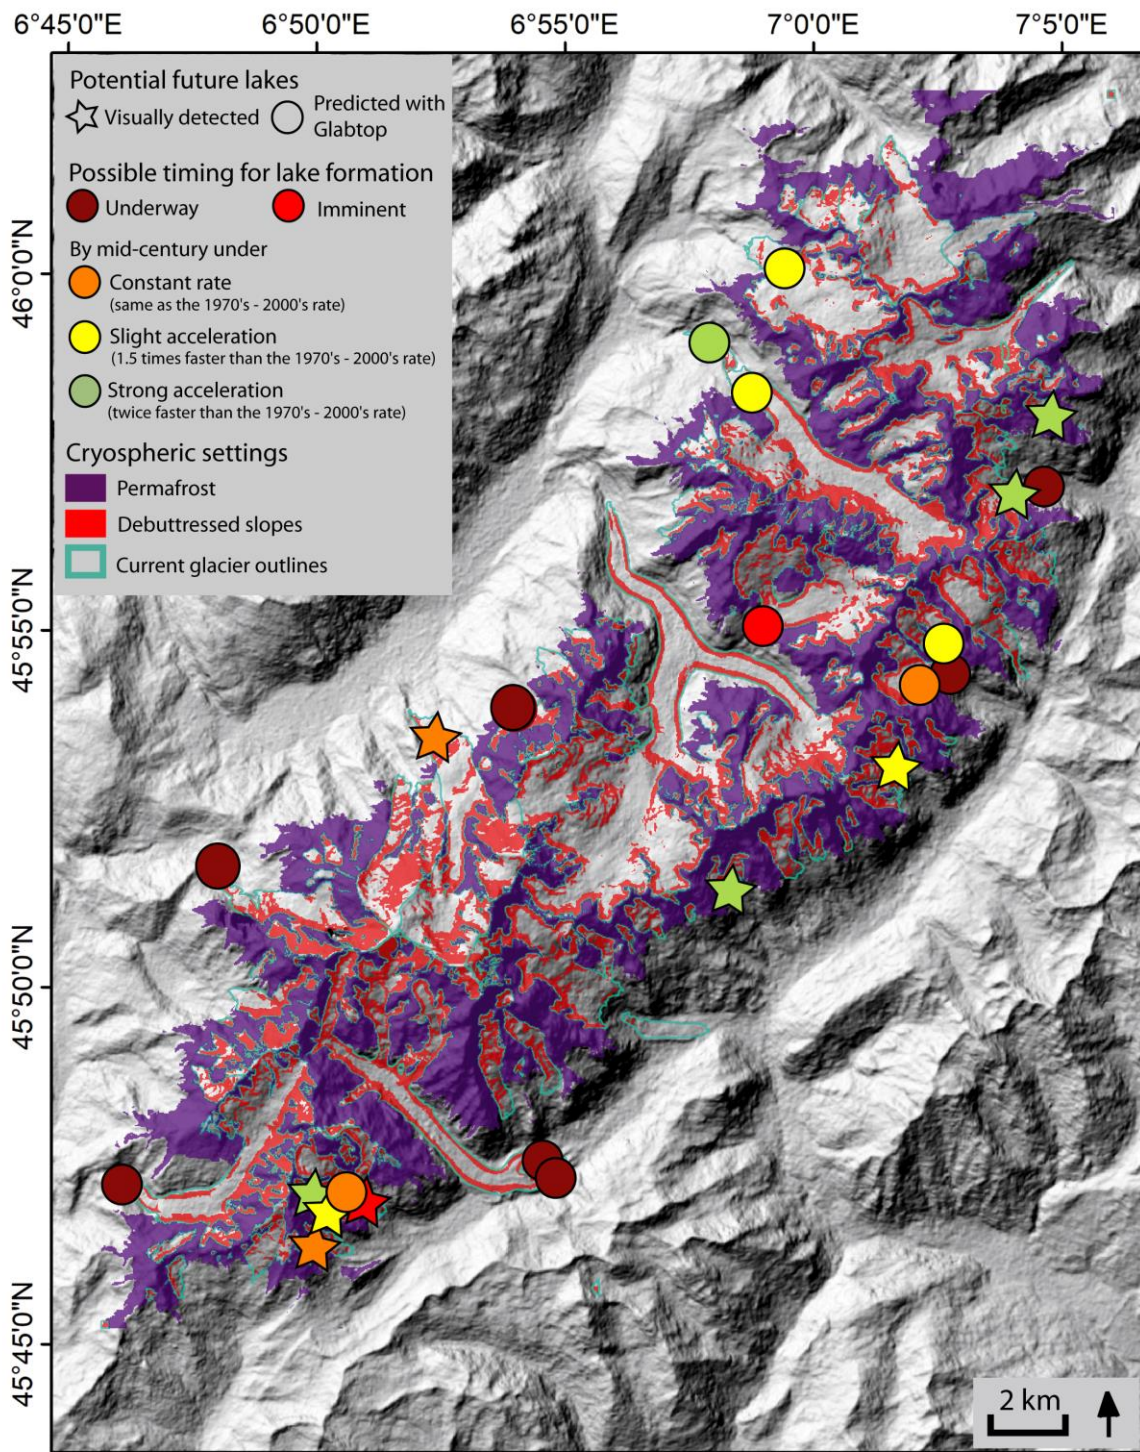 6°45'0"E 6°50'0"E 6°55'0"E 7°0'0"E 7°5'0"E
Potential future lakes
Visually detected
Predicted with
Glabtop
Possible timing for lake formation
Underway Imminent
By mid-century under
Constant rate
(same as the 1970's - 2000's rate)
Slight acceleration
(1.5 times faster than the 1970's - 2000's rate)
Strong acceleration
(twice faster than the 1970's - 2000's rate)
Cryospheric settings
Permafrost
Debuttressed slopes
Current glacier outlines
46°0'0"N
45°55'0"N
45°50'0"N
45°45'0"N
2 km